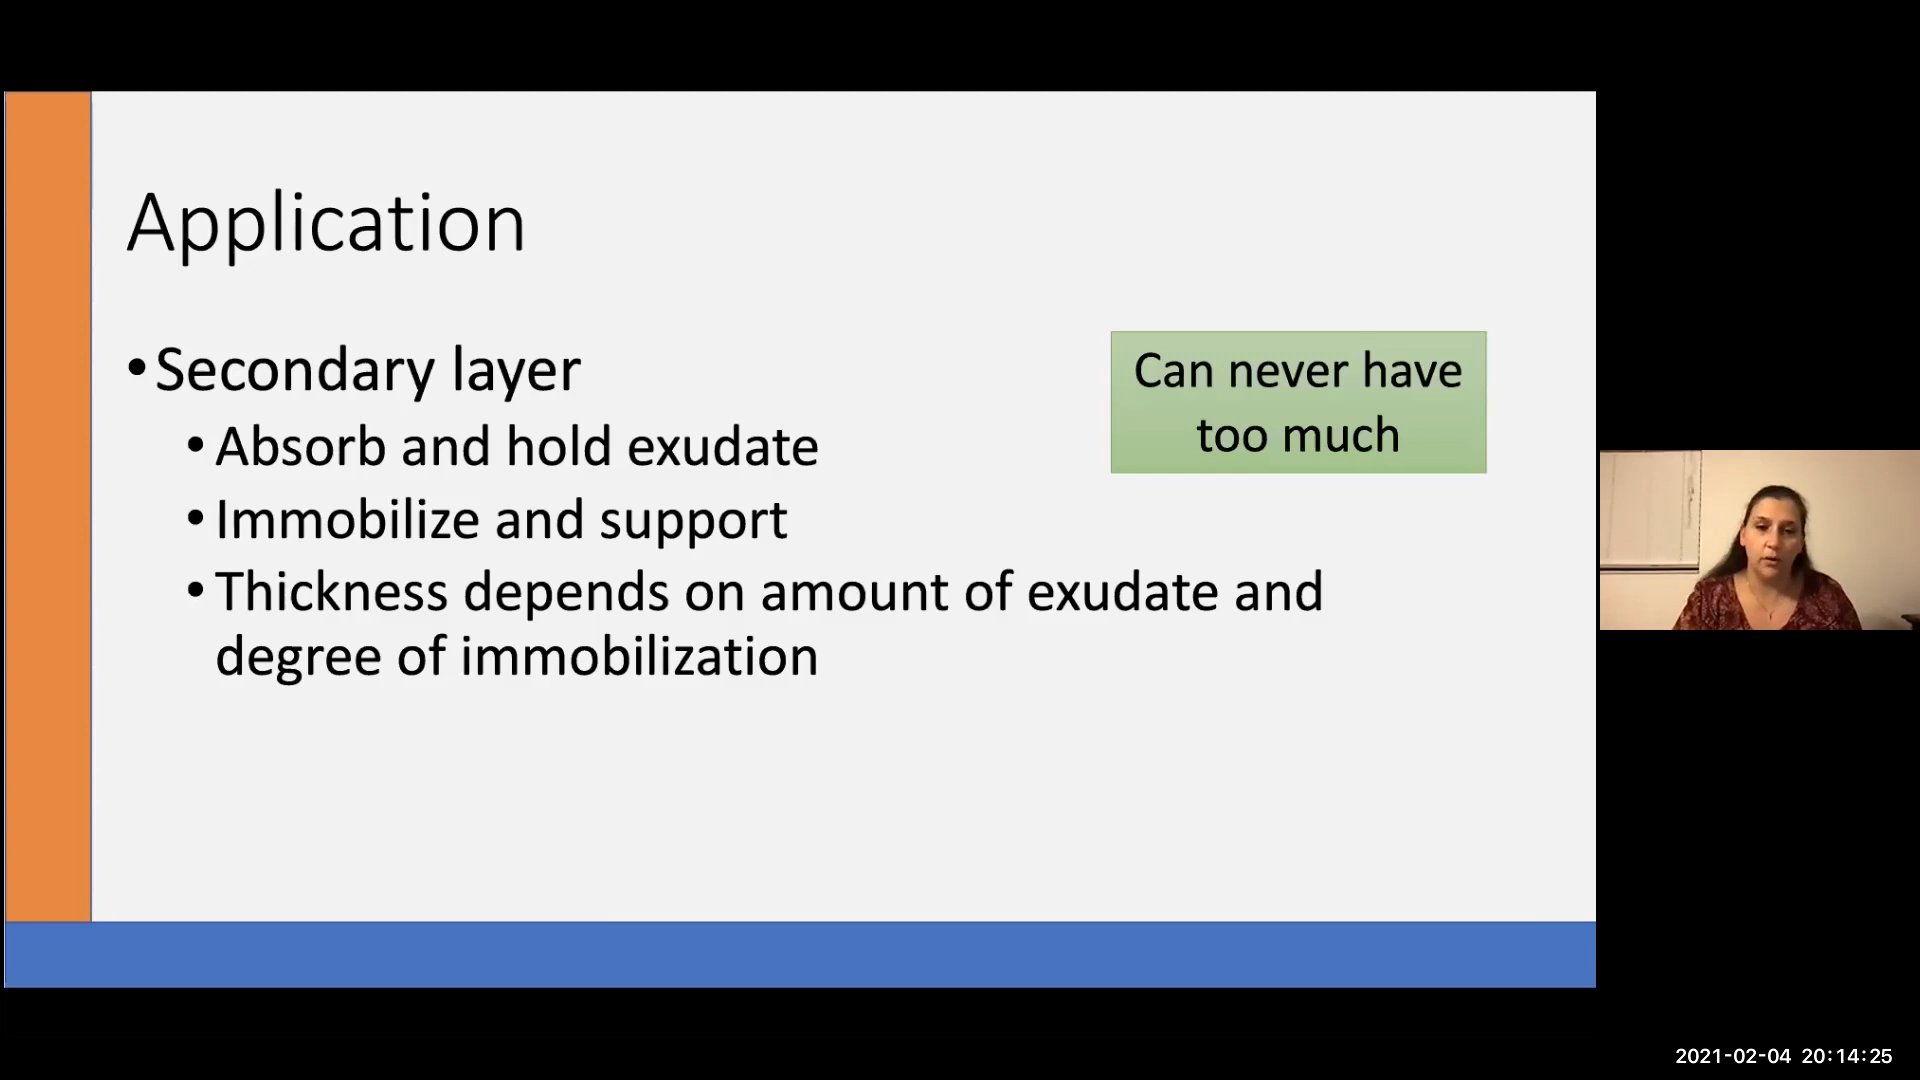 Application
•Secondary layer
•Absorb and hold exudate
•Immobilize and support
•Thickness depends on amount of exudate and
degree of immobilization
Can never have
too much
2021-02-04 20:14:25